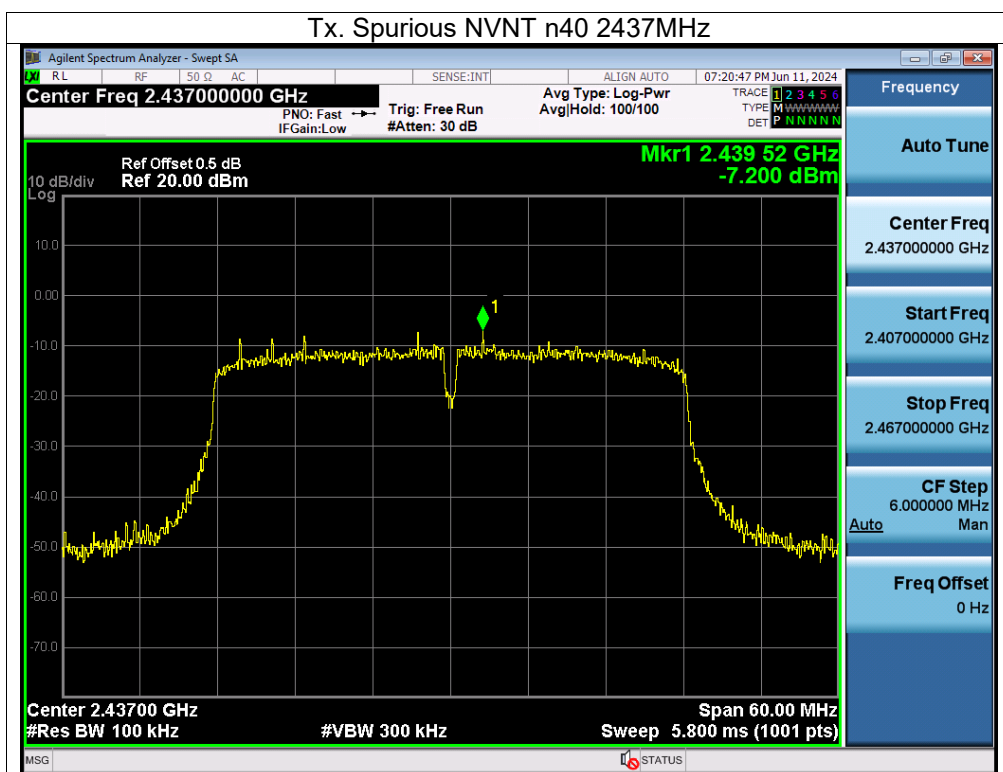 Tx. Spurious NVNT n40 2437MHz
Agilent Spectrum Analyzer - Swept SA
LXI RL RF 50 Ω AC SENSE:INT ALIGN AUTO 07:20:47 PM Jun 11, 2024
Center Freq 2.437000000 GHz
PNO: Fast
IFGain:Low
Trig: Free Run
#Atten: 30 dB
Avg Type: Log-Pwr
Avg|Hold: 100/100
TRACE 1 2 3 4 5 6
TYPE M WWWWW
DET P N N N N N
Mkr1 2.439 52 GHz
-7.200 dBm
Ref Offset 0.5 dB
10 dB/div Ref 20.00 dBm
Log
10.0
0.00
-10.0
-20.0
-30.0
-40.0
-50.0
-60.0
-70.0
1
Center 2.43700 GHz Span 60.00 MHz
#Res BW 100 kHz #VBW 300 kHz Sweep 5.800 ms (1001 pts)
MSG STATUS
Frequency
Auto Tune
Center Freq
2.437000000 GHz
Start Freq
2.407000000 GHz
Stop Freq
2.467000000 GHz
CF Step
6.000000 MHz
Auto Man
Freq Offset
0 Hz